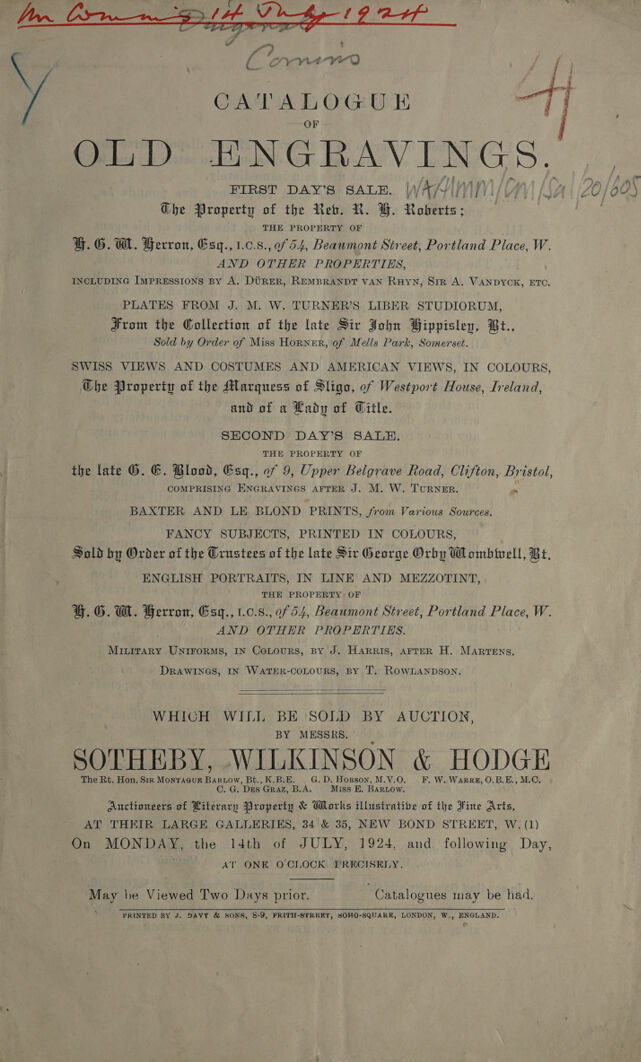 14 July 1924
Comino
4
CATALOGUE
OF
OLD ENGRAVINGS.
FIRST DAY'S SALE.
The Property of the Rev. R. H. Roberts;
THE PROPERTY OF
H. G. W. Herron, Esq., I.C.S., of 54, Beaumont Street, Portland Place, W.
AND OTHER PROPERTIES,
INCLUDING IMPRESSIONS BY A. DÜRER, REMBRANDT VAN RHYN, SIR A. VANDYCK, ETC.
PLATES FROM J. M. W. TURNER'S LIBER STUDIORUM,
From the Collection of the late Sir John Hippisley, Bt.,
Sold by Order of Miss HORNER, of Mells Park, Somerset.
SWISS VIEWS AND COSTUMES AND AMERICAN VIEWS, IN COLOURS,
The Property of the Marquess of Sligo, of Westport House, Ireland,
and of a Lady of Title.
SECOND DAY'S SALE.
THE PROPERTY OF
the late G. E. Blood, Esq., of 9, Upper Belgrave Road, Clifton, Bristol,
COMPRISING ENGRAVINGS AFTER J. M. W. TURNER.
BAXTER AND LE BLOND PRINTS, from Various Sources.
FANCY SUBJECTS, PRINTED IN COLOURS,
Sold by Order of the Trustees of the late Sir George Orby Wombwell, Bt.
ENGLISH PORTRAITS, IN LINE AND MEZZOTINT,
THE PROPERTY OF
H. G. W. Herron, Esq., I.C.S., of 54, Beaumont Street, Portland Place, W.
AND OTHER PROPERTIES.
MILITARY UNIFORMS, IN COLOURS, BY J. HARRIS, AFTER H. MARTENS.
DRAWINGS, IN WATER-COLOURS, BY T. ROWLANDSON.
WHICH WILL BE SOLD BY AUCTION,
BY MESSRS.
SOTHEBY, WILKINSON & HODGE
The Rt. Hon. SIR MONTAGUE BARLOW, Bt., K.B.E. G. D. HOBSON, M.V.O. F. W. WARRE, O.B.E., M.C.
C. G. DES GRAZ, B.A. MISS E. BARLOW.
Auctioneers of Literary Property & Works illustrative of the Fine Arts,
AT THEIR LARGE GALLERIES, 34 & 35, NEW BOND STREET, W.(1)
On MONDAY, the 14th of JULY, 1924, and following Day,
AT ONE O'CLOCK PRECISELY.
May be Viewed Two Days prior. Catalogues may be had.
PRINTED BY J. DAVY & SONS, 8-9, FRITH-STREET, SOHO-SQUARE, LONDON, W., ENGLAND.